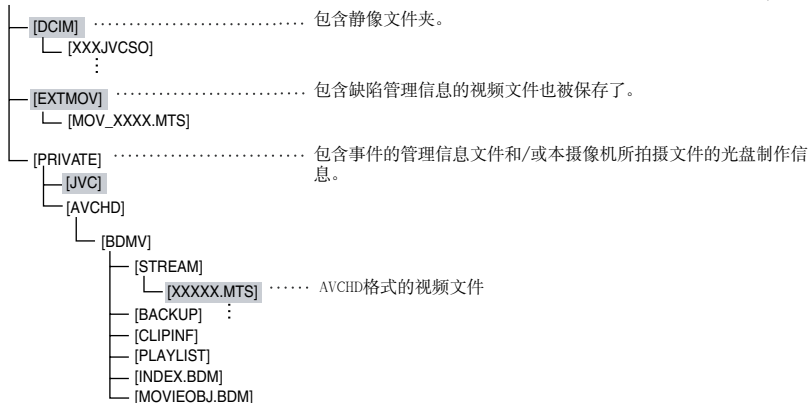 [DCIM] ............................ 包含静像文件夹。
[XXXJVCSO]
[EXTMOV] ......................... 包含缺陷管理信息的视频文件也被保存了。
[MOV_XXXX.MTS]
[PRIVATE] ......................... 包含事件的管理信息文件和/或本摄像机所拍摄文件的光盘制作信
息。
[JVC]
[AVCHD]
[BDMV]
[STREAM]
[XXXXX.MTS] ...... AVCHD格式的视频文件
[BACKUP]
[CLIPINF]
[PLAYLIST]
[INDEX.BDM]
[MOVIEOBJ.BDM]